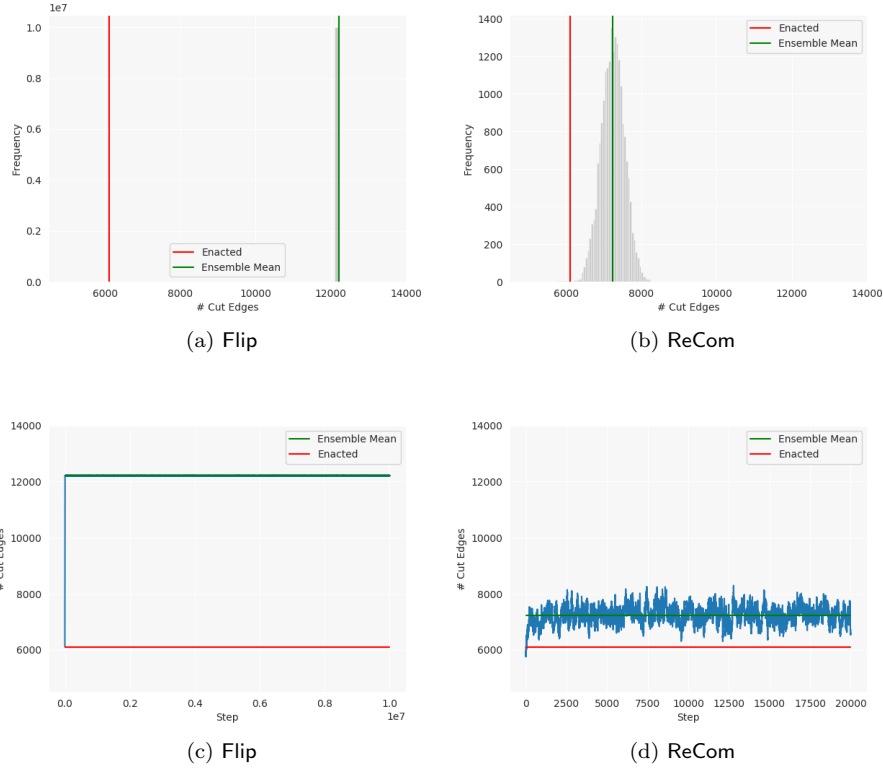 1e7
1.0
0.8
0.6
0.4
0.2
0.0
Frequency
6000 8000 10000 12000 14000
# Cut Edges
Enacted
Ensemble Mean
(a) Flip
1400
1200
1000
800
600
400
200
0
Frequency
6000 8000 10000 12000 14000
# Cut Edges
Enacted
Ensemble Mean
(b) ReCom
14000
12000
10000
8000
6000
# Cut Edges
0.0 0.2 0.4 0.6 0.8 1.0
Step
1e7
Ensemble Mean
Enacted
(c) Flip
14000
12000
10000
8000
6000
# Cut Edges
0 2500 5000 7500 10000 12500 15000 17500 20000
Step
Ensemble Mean
Enacted
(d) ReCom